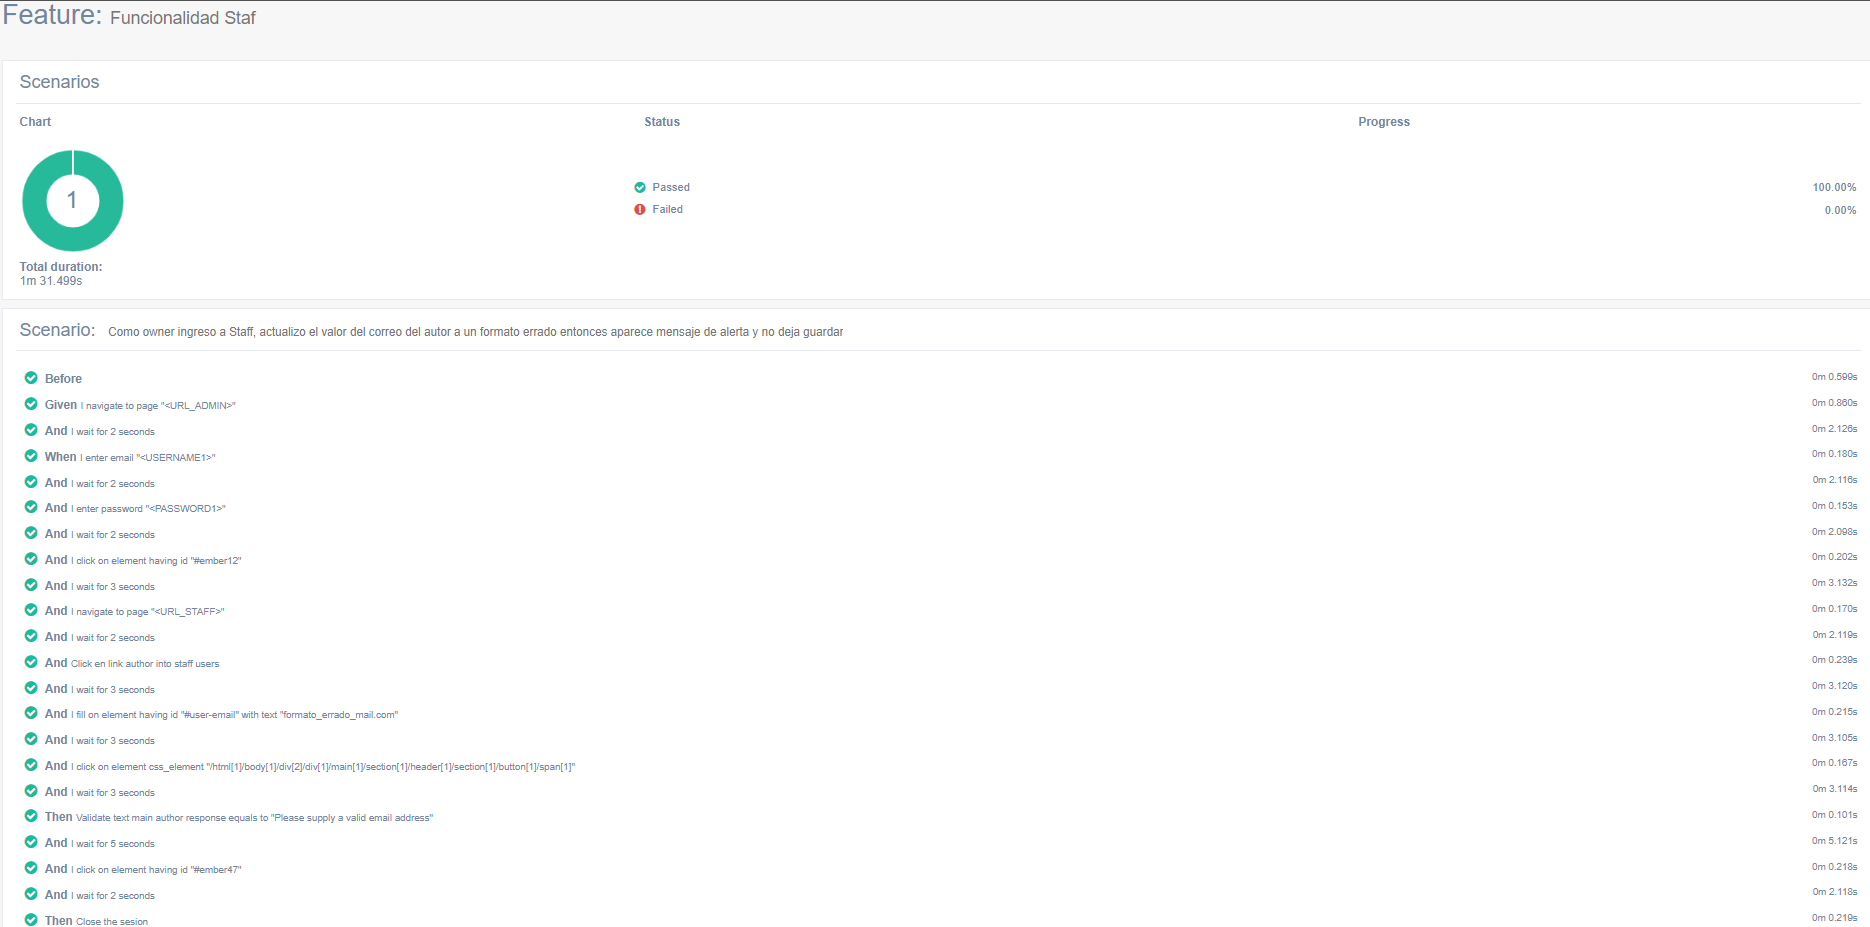 Feature: Funcionalidad Staf
Scenarios
Chart Status Progress
1
Passed 100.00%
Failed 0.00%
Total duration:
1m 31.499s
Scenario: Como owner ingreso a Staff, actualizo el valor del correo del autor a un formato errado entonces aparece mensaje de alerta y no deja guardar
Before 0m 0.599s
Given I navigate to page "<URL_ADMIN>" 0m 0.860s
And I wait for 2 seconds 0m 2.126s
When I enter email "<USERNAME1>" 0m 0.180s
And I wait for 2 seconds 0m 2.116s
And I enter password "<PASSWORD1>" 0m 0.153s
And I wait for 2 seconds 0m 2.098s
And I click on element having id "#ember12" 0m 0.202s
And I wait for 3 seconds 0m 3.132s
And I navigate to page "<URL_STAFF>" 0m 0.170s
And I wait for 2 seconds 0m 2.119s
And Click en link author into staff users 0m 0.239s
And I wait for 3 seconds 0m 3.120s
And I fill on element having id "#user-email" with text "formato_errado_mail.com" 0m 0.215s
And I wait for 3 seconds 0m 3.105s
And I click on element css_element "/html[1]/body[1]/div[2]/div[1]/main[1]/section[1]/header[1]/section[1]/button[1]/span[1]" 0m 0.167s
And I wait for 3 seconds 0m 3.114s
Then Validate text main author response equals to "Please supply a valid email address" 0m 0.101s
And I wait for 5 seconds 0m 5.121s
And I click on element having id "#ember47" 0m 0.218s
And I wait for 2 seconds 0m 2.118s
Then Close the sesion 0m 0.219s